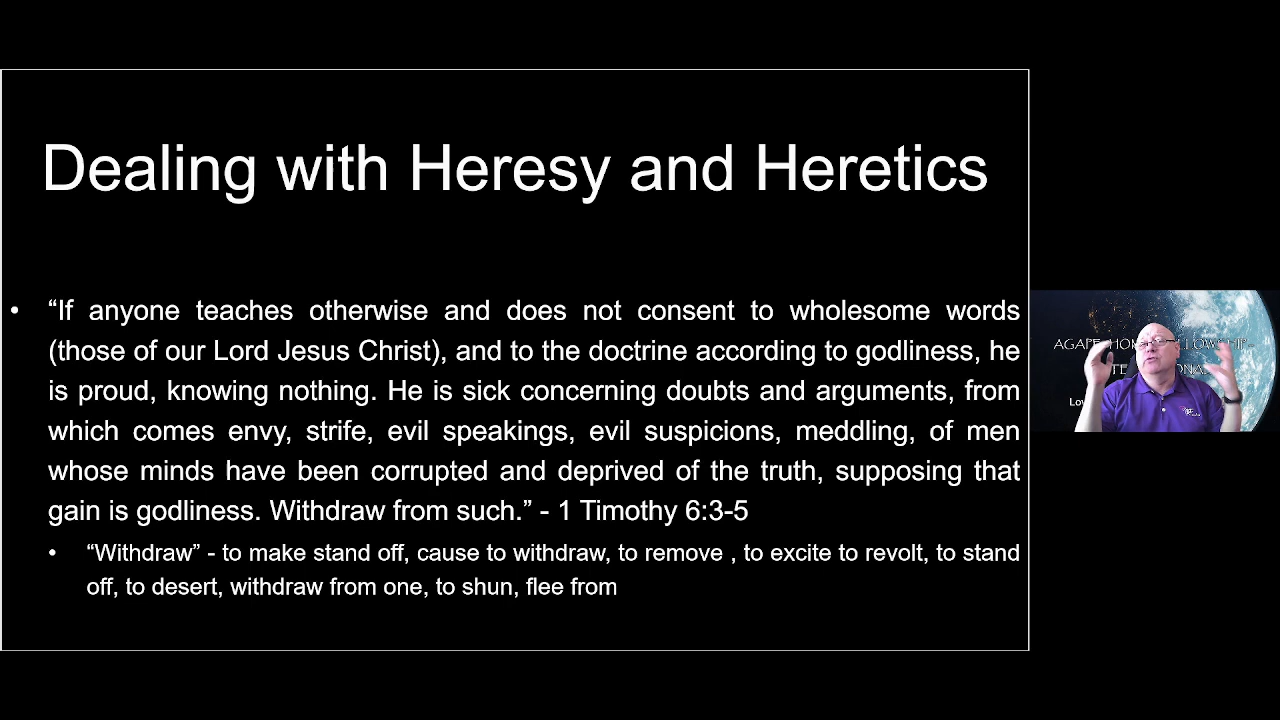 Dealing with Heresy and Heretics
• “If anyone teaches otherwise and does not consent to wholesome words
(those of our Lord Jesus Christ), and to the doctrine according to godliness, he
is proud, knowing nothing. He is sick concerning doubts and arguments, from
which comes envy, strife, evil speakings, evil suspicions, meddling, of men
whose minds have been corrupted and deprived of the truth, supposing that
gain is godliness. Withdraw from such.” - 1 Timothy 6:3-5
• “Withdraw” - to make stand off, cause to withdraw, to remove , to excite to revolt, to stand
off, to desert, withdraw from one, to shun, flee from
AGAPE